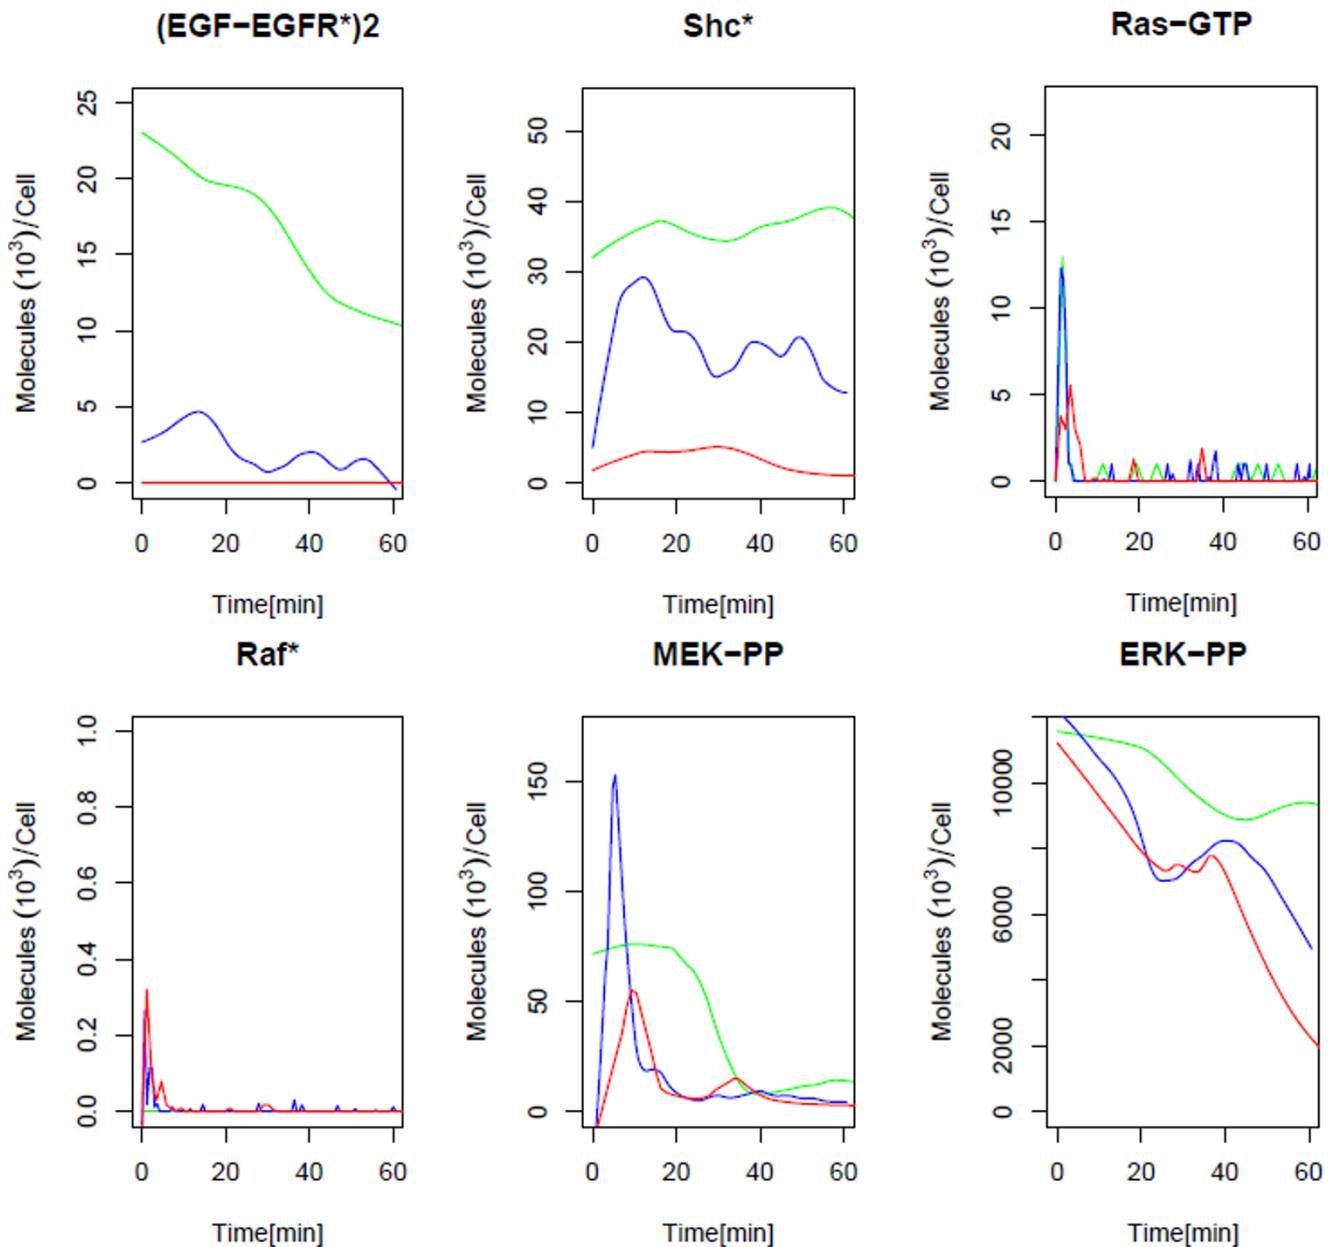 (EGF−EGFR*)2
Shc*
Ras−GTP
Molecules (10³)/Cell
25
20
15
10
5
0
0 20 40 60
Time[min]
Molecules (10³)/Cell
50
40
30
20
10
0
0 20 40 60
Time[min]
Molecules (10³)/Cell
20
15
10
5
0
0 20 40 60
Time[min]
Raf*
MEK−PP
ERK−PP
Molecules (10³)/Cell
1.0
0.8
0.6
0.4
0.2
0.0
0 20 40 60
Time[min]
Molecules (10³)/Cell
150
100
50
0
0 20 40 60
Time[min]
Molecules (10³)/Cell
10000
6000
2000
0
0 20 40 60
Time[min]